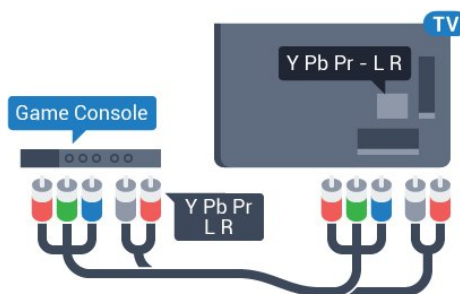 TV
Y Pb Pr - L R
Game Console
Y Pb Pr
L R